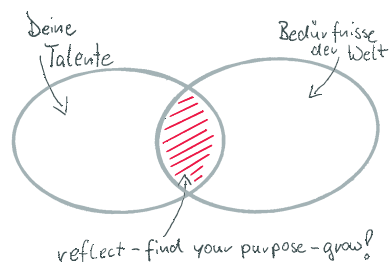 Deine
Talente
Bedürfnisse
der Welt
reflect - find your purpose - grow!